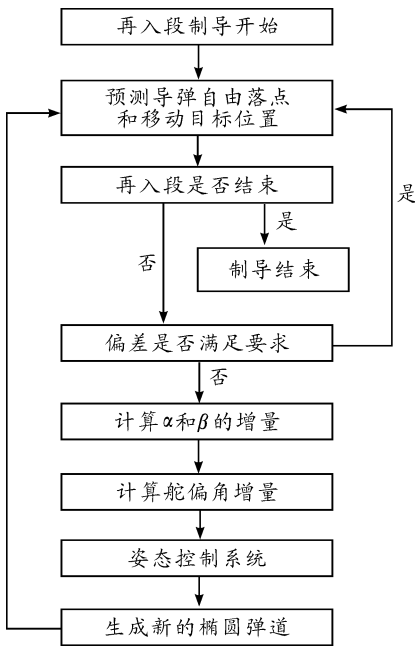 再入段制导开始
预测导弹自由落点
和移动目标位置
再入段是否结束
是
是
否
制导结束
偏差是否满足要求
否
计算α和β的增量
计算舵偏角增量
姿态控制系统
生成新的椭圆弹道